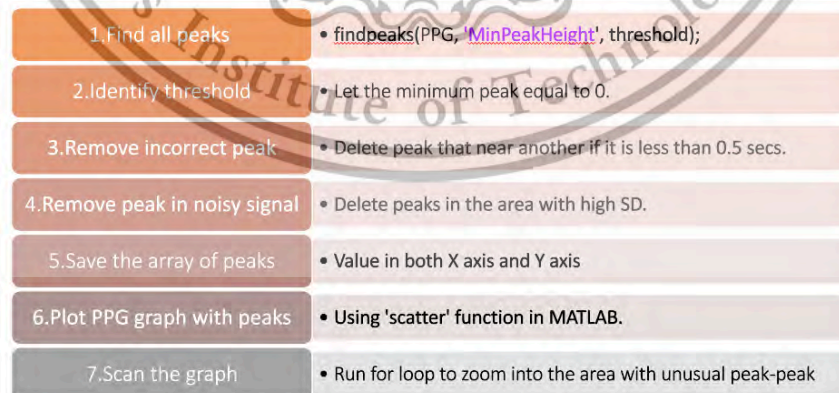 1.Find all peaks
• findpeaks(PPG, 'MinPeakHeight', threshold);
2.Identify threshold
• Let the minimum peak equal to 0.
3.Remove incorrect peak
• Delete peak that near another if it is less than 0.5 secs.
4.Remove peak in noisy signal
• Delete peaks in the area with high SD.
5.Save the array of peaks
• Value in both X axis and Y axis
6.Plot PPG graph with peaks
• Using 'scatter' function in MATLAB.
7.Scan the graph
• Run for loop to zoom into the area with unusual peak-peak
Institute of